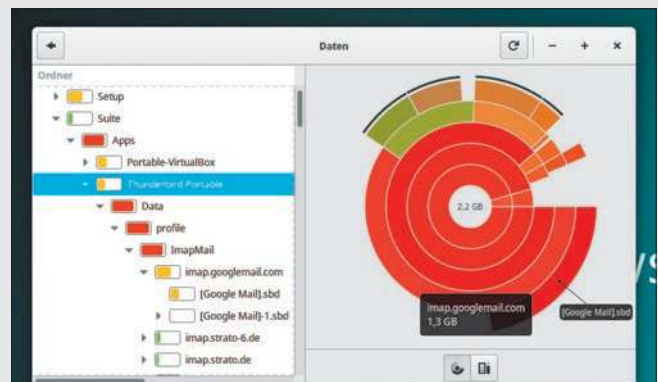 Daten
Ordner
Setup
Suite
Apps
Portable-VirtualBox
Thunderbird Portable
Data
profile
ImapMail
imap.googlemail.com
[Google Mail].sbd
[Google Mail]-1.sbd
imap.strato-6.de
imap.strato.de
2,2 GB
imap.googlemail.com
1,3 GB
[Google Mail].sbd